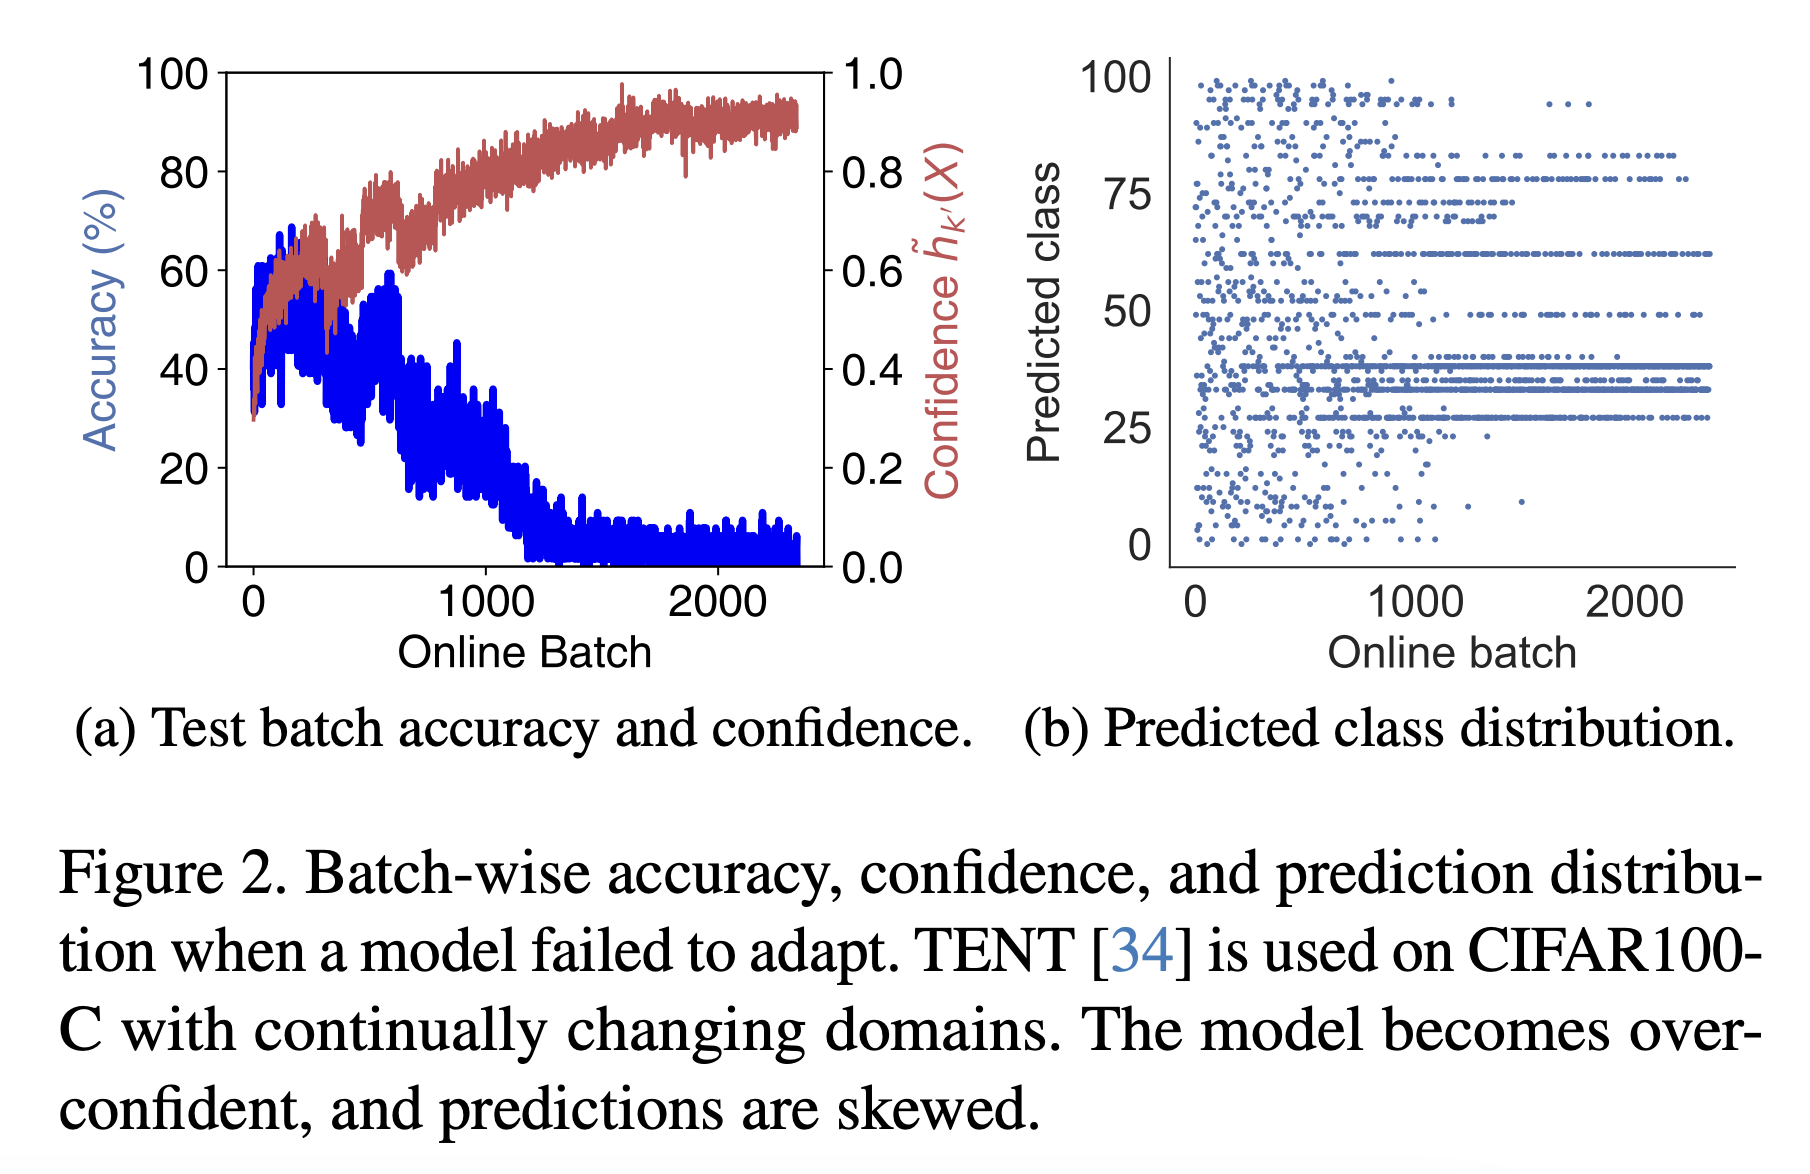 100
80
60
40
20
0
Accuracy (%)
1.0
0.8
0.6
0.4
0.2
0.0
Confidence h̃ₖ′(X)
0 1000 2000
Online Batch
(a) Test batch accuracy and confidence.
100
75
50
25
0
Predicted class
0 1000 2000
Online batch
(b) Predicted class distribution.
Figure 2. Batch-wise accuracy, confidence, and prediction distribu-
tion when a model failed to adapt. TENT [34] is used on CIFAR100-
C with continually changing domains. The model becomes over-
confident, and predictions are skewed.